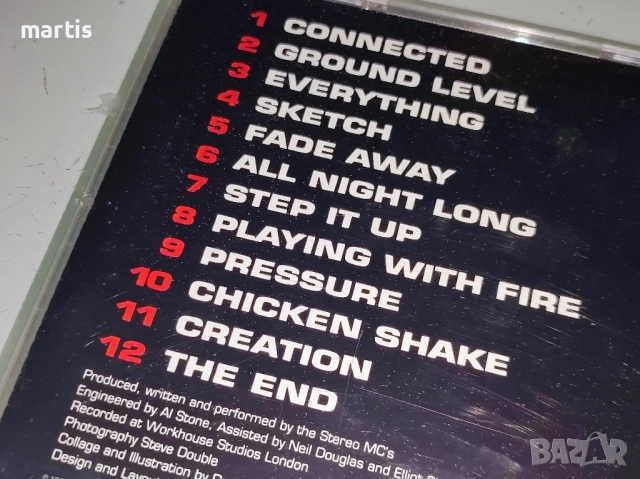 martis
1 CONNECTED
2 GROUND LEVEL
3 EVERYTHING
4 SKETCH
5 FADE AWAY
6 ALL NIGHT LONG
7 STEP IT UP
8 PLAYING WITH FIRE
9 PRESSURE
10 CHICKEN SHAKE
11 CREATION
12 THE END
Produced, written and performed by the Stereo MC's
Engineered by Al Stone, Assisted by Neil Douglas and Elliot
Recorded at Workhouse Studios London
Photography Steve Double
Collage and Illustration by
Design and
BAZAR